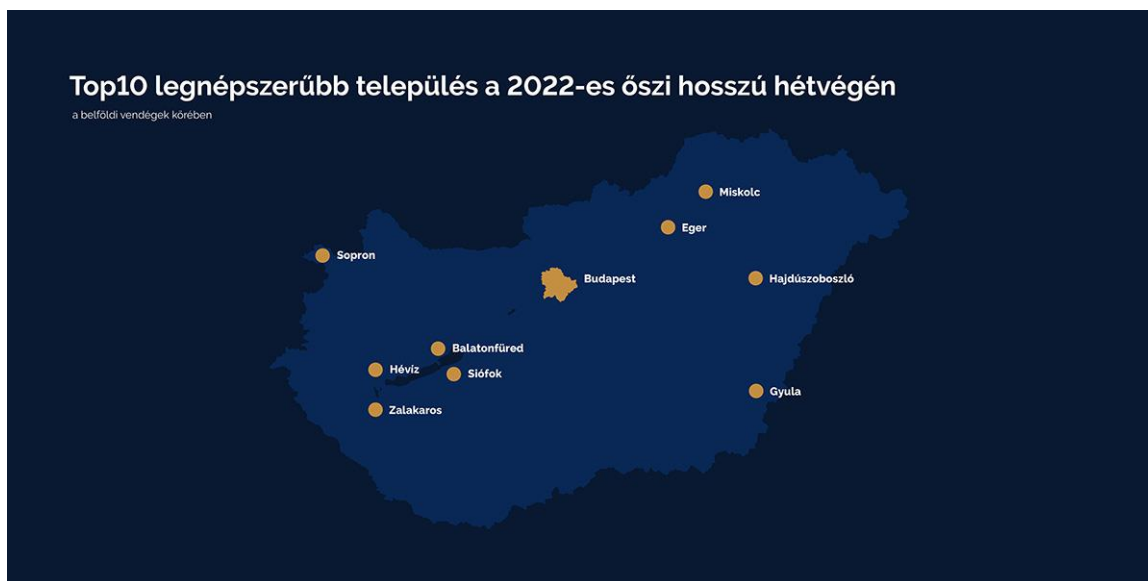 Top10 legnépszerűbb település a 2022-es őszi hosszú hétvégén
a belföldi vendégek körében
Miskolc
Eger
Sopron
Budapest
Hajdúszoboszló
Balatonfüred
Hévíz
Siófok
Gyula
Zalakaros